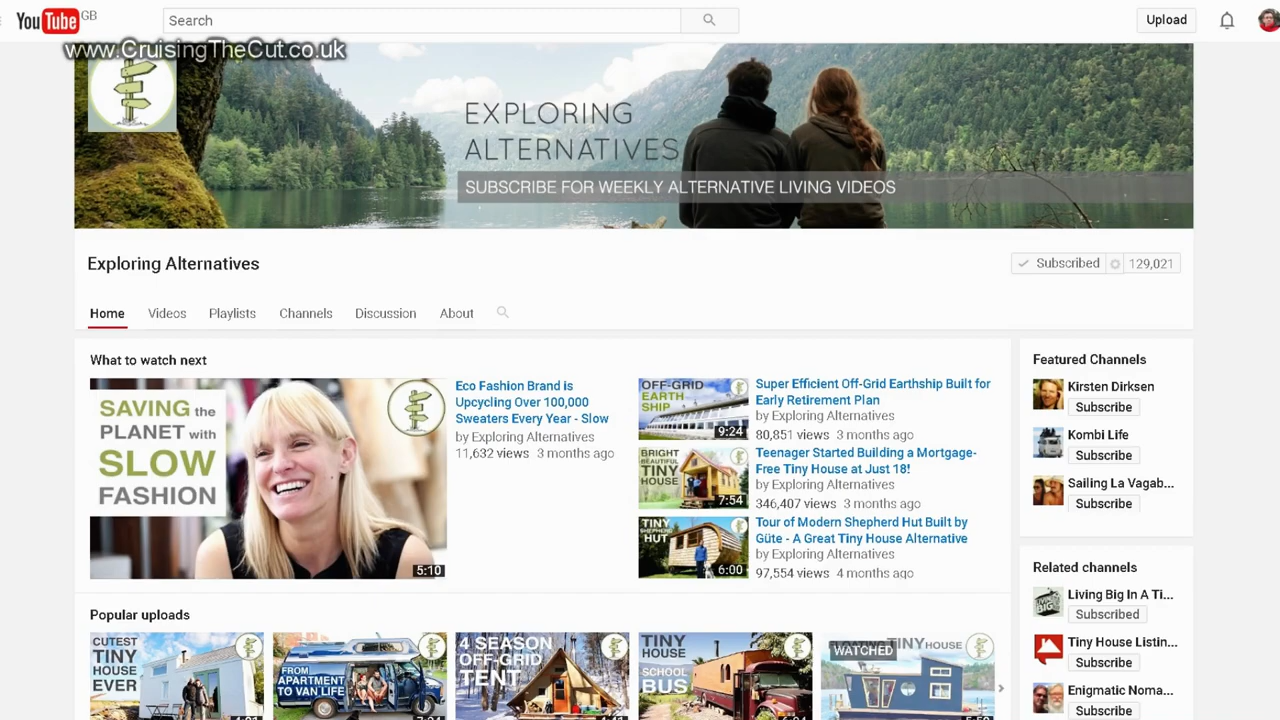 YouTube GB
Search
Upload
www.CruisingTheCut.co.uk
EXPLORING
ALTERNATIVES
SUBSCRIBE FOR WEEKLY ALTERNATIVE LIVING VIDEOS
Exploring Alternatives
Subscribed 129,021
Home Videos Playlists Channels Discussion About
What to watch next
SAVING the
PLANET with
SLOW
FASHION
5:10
Eco Fashion Brand is
Upcycling Over 100,000
Sweaters Every Year - Slow
by Exploring Alternatives
11,632 views 3 months ago
OFF-GRID
EARTH
SHIP
9:24
Super Efficient Off-Grid Earthship Built for
Early Retirement Plan
by Exploring Alternatives
80,851 views 3 months ago
BRIGHT
BEAUTIFUL
TINY
HOUSE
7:54
Teenager Started Building a Mortgage-
Free Tiny House at Just 18!
by Exploring Alternatives
346,407 views 3 months ago
TINY
SHEPHERD
HUT
6:00
Tour of Modern Shepherd Hut Built by
Güte - A Great Tiny House Alternative
by Exploring Alternatives
97,554 views 4 months ago
Featured Channels
Kirsten Dirksen
Subscribe
Kombi Life
Subscribe
Sailing La Vagab...
Subscribe
Related channels
LIVING
BIG
Living Big In A Ti...
Subscribed
Tiny House Listin...
Subscribe
Enigmatic Noma...
Subscribe
Popular uploads
CUTEST
TINY
HOUSE
EVER
FROM
APARTMENT
TO VAN LIFE
4 SEASON
OFF-GRID
TENT
TINY
HOUSE
SCHOOL
BUS
WATCHED
FLOATING TINY HOUSE